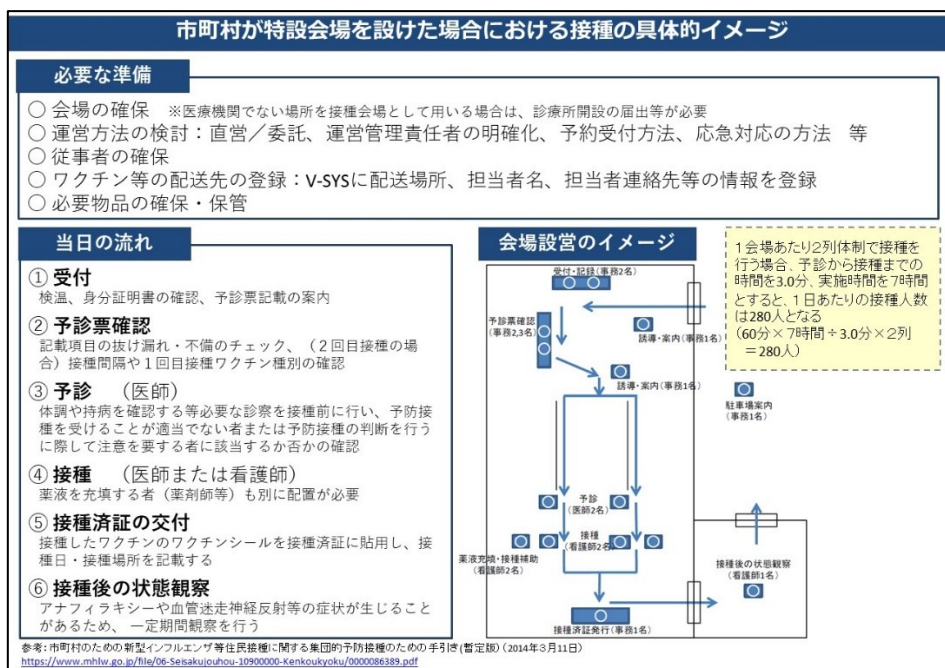 市町村が特設会場を設けた場合における接種の具体的イメージ
必要な準備
○ 会場の確保 ※医療機関でない場所を接種会場として用いる場合は、診療所開設の届出等が必要
○ 運営方法の検討：直営／委託、運営管理責任者の明確化、予約受付方法、応急対応の方法 等
○ 従事者の確保
○ ワクチン等の配送先の登録：V-SYSに配送場所、担当者名、担当者連絡先等の情報を登録
○ 必要物品の確保・保管
当日の流れ
① 受付
検温、身分証明書の確認、予診票記載の案内
② 予診票確認
記載項目の抜け漏れ・不備のチェック、（２回目接種の場
合）接種間隔や１回目接種ワクチン種別の確認
③ 予診 （医師）
体調や持病を確認する等必要な診察を接種前に行い、予防接
種を受けることが適当でない者または予防接種の判断を行う
に際して注意を要する者に該当するか否かの確認
④ 接種 （医師または看護師）
薬液を充填する者（薬剤師等）も別に配置が必要
⑤ 接種済証の交付
接種したワクチンのワクチンシールを接種済証に貼用し、接
種日・接種場所を記載する
⑥ 接種後の状態観察
アナフィラキシーや血管迷走神経反射等の症状が生じること
があるため、 一定期間観察を行う
会場設営のイメージ
受付・記録(事務2名)
予診票確認
(事務2,3名)
誘導・案内(事務1名)
誘導・案内(事務1名)
駐車場案内
(事務1名)
予診
(医師2名)
接種
(看護師2名)
薬液充填・接種補助
(看護師2名)
接種後の状態観察
(看護師1名)
接種済証発行(事務1名)
１会場あたり２列体制で接種を
行う場合、予診から接種までの
時間を3.0分、実施時間を７時間
とすると、１日あたりの接種人数
は280人となる
（60分×７時間÷3.0分×２列
＝280人）
参考：市町村のための新型インフルエンザ等住民接種に関する集団的予防接種のための手引き(暫定版)（2014年３月11日）
https://www.mhlw.go.jp/file/06-Seisakujouhou-10900000-Kenkoukyoku/0000086389.pdf